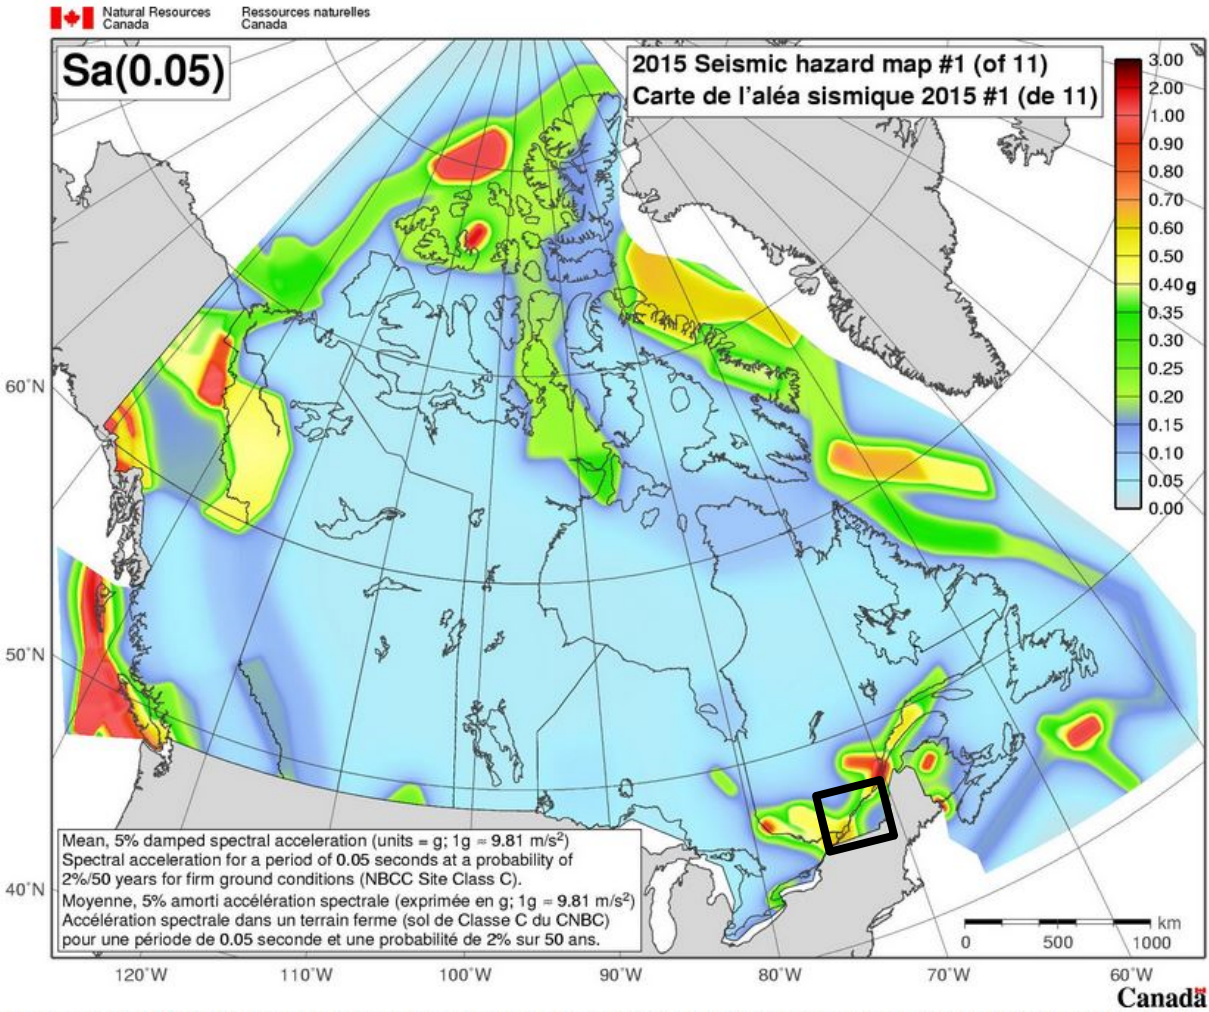 Natural Resources Canada
Ressources naturelles Canada
Sa(0.05)
2015 Seismic hazard map #1 (of 11)
Carte de l'aléa sismique 2015 #1 (de 11)
3.00
2.00
1.00
0.90
0.80
0.70
0.60
0.50
0.40 g
0.35
0.30
0.25
0.20
0.15
0.10
0.05
0.00
60°N
50°N
40°N
Mean, 5% damped spectral acceleration (units = g; 1g ≈ 9.81 m/s²)
Spectral acceleration for a period of 0.05 seconds at a probability of
2%/50 years for firm ground conditions (NBCC Site Class C).
Moyenne, 5% amorti accélération spectrale (exprimée en g; 1g ≈ 9.81 m/s²)
Accélération spectrale dans un terrain ferme (sol de Classe C du CNBC)
pour une période de 0.05 seconde et une probabilité de 2% sur 50 ans.
km
0 500 1000
120°W 110°W 100°W 90°W 80°W 70°W 60°W
Canada